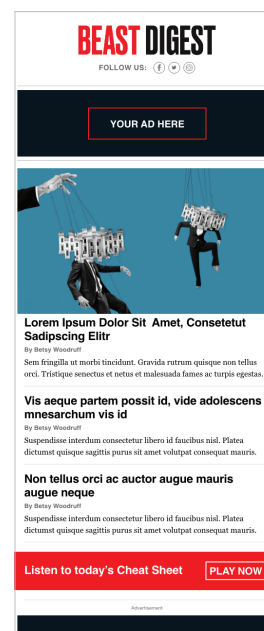 BEAST DIGEST
FOLLOW US:
YOUR AD HERE
Lorem Ipsum Dolor Sit Amet, Consetetut
Sadipscing Elitr
By Betsy Woodruff
Sem fringilla ut morbi tincidunt. Gravida rutrum quisque non tellus
orci. Tristique senectus et netus et malesuada fames ac turpis egestas.
Vis aeque partem possit id, vide adolescens
mnesarchum vis id
By Betsy Woodruff
Suspendisse interdum consectetur libero id faucibus nisl. Platea
dictumst quisque sagittis purus sit amet volutpat consequat mauris.
Non tellus orci ac auctor augue mauris
augue neque
By Betsy Woodruff
Suspendisse interdum consectetur libero id faucibus nisl. Platea
dictumst quisque sagittis purus sit amet volutpat consequat mauris.
Listen to today's Cheat Sheet PLAY NOW
Advertisement